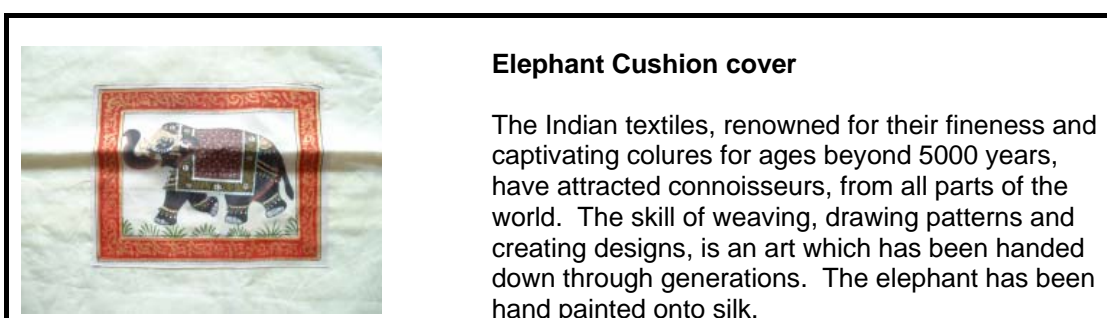 Elephant Cushion cover
The Indian textiles, renowned for their fineness and
captivating colures for ages beyond 5000 years,
have attracted connoisseurs, from all parts of the
world.  The skill of weaving, drawing patterns and
creating designs, is an art which has been handed
down through generations.  The elephant has been
hand painted onto silk.